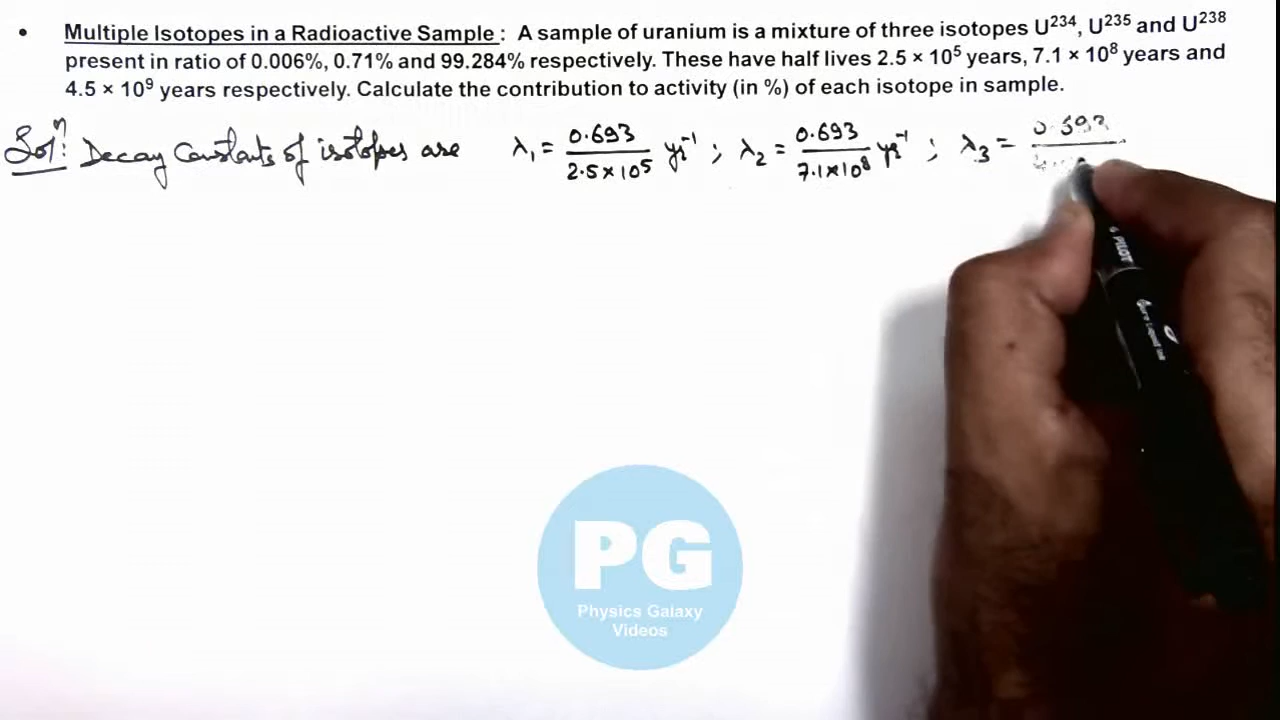 • Multiple Isotopes in a Radioactive Sample : A sample of uranium is a mixture of three isotopes U²³⁴, U²³⁵ and U²³⁸
present in ratio of 0.006%, 0.71% and 99.284% respectively. These have half lives 2.5 × 10⁵ years, 7.1 × 10⁸ years and
4.5 × 10⁹ years respectively. Calculate the contribution to activity (in %) of each isotope in sample.
Solⁿ: Decay Constants of isotopes are λ₁ = 0.693 / 2.5 × 10⁵ yr⁻¹ ; λ₂ = 0.693 / 7.1 × 10⁸ yr⁻¹ ; λ₃ =
PG
Physics Galaxy
Videos
PILOT